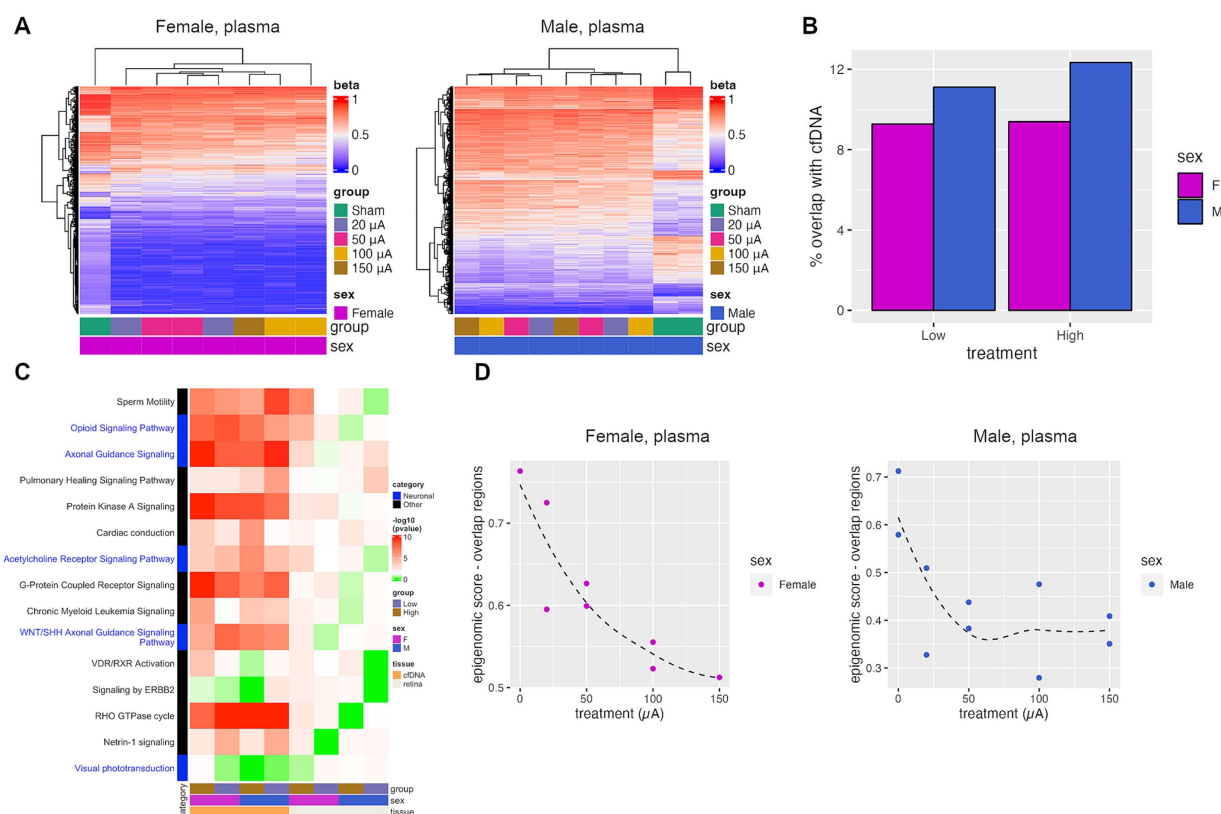 A
Female, plasma
beta
1
0.5
0
group
Sham
20 µA
50 µA
100 µA
150 µA
sex
Female
group
sex
Male, plasma
beta
1
0.5
0
group
Sham
20 µA
50 µA
100 µA
150 µA
sex
Male
group
sex
B
% overlap with cfDNA
12
8
4
0
Low
High
treatment
sex
F
M
C
Sperm Motility
Opioid Signaling Pathway
Axonal Guidance Signaling
Pulmonary Healing Signaling Pathway
Protein Kinase A Signaling
Cardiac conduction
Acetylcholine Receptor Signaling Pathway
G-Protein Coupled Receptor Signaling
Chronic Myeloid Leukemia Signaling
WNT/SHH Axonal Guidance Signaling
Pathway
VDR/RXR Activation
Signaling by ERBB2
RHO GTPase cycle
Netrin-1 signaling
Visual phototransduction
ategory
group
sex
tissue
category
Neuronal
Other
-log10
(pvalue)
10
5
0
group
Low
High
sex
F
M
tissue
cfDNA
retina
D
Female, plasma
epigenomic score - overlap regions
0.7
0.6
0.5
0
50
100
150
treatment (µA)
sex
Female
Male, plasma
epigenomic score - overlap regions
0.7
0.6
0.5
0.4
0.3
0
50
100
150
treatment (µA)
sex
Male